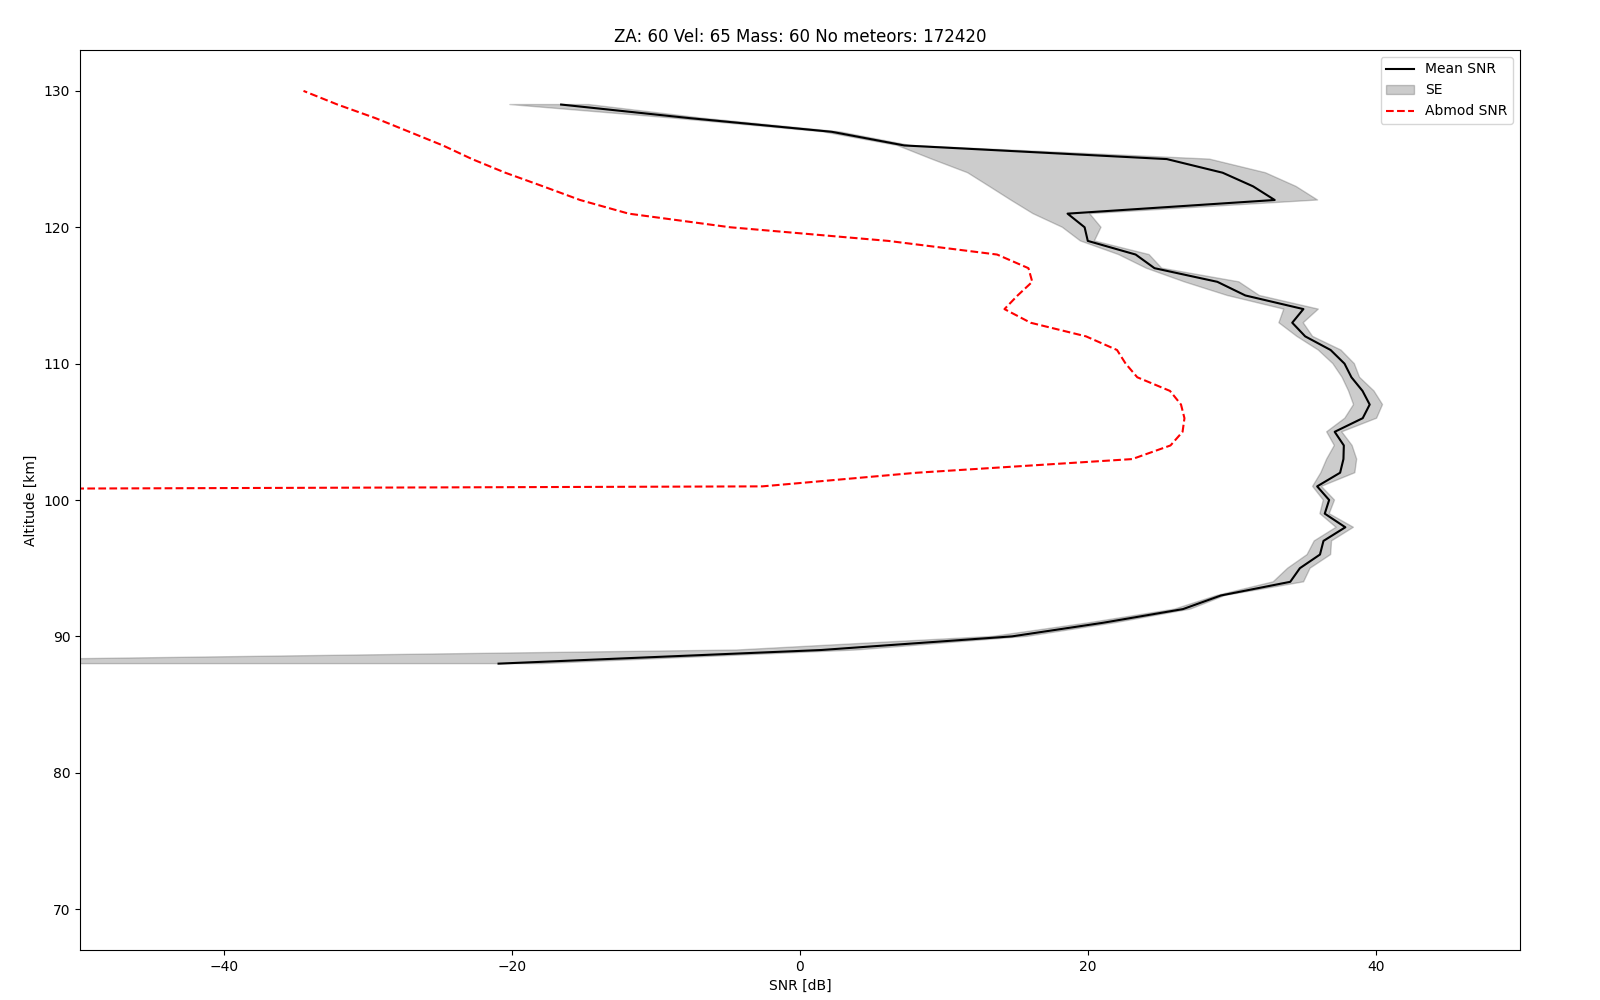 ZA: 60 Vel: 65 Mass: 60 No meteors: 172420
Mean SNR
SE
Abmod SNR
130
120
110
100
90
80
70
Altitude [km]
−40
−20
0
20
40
SNR [dB]